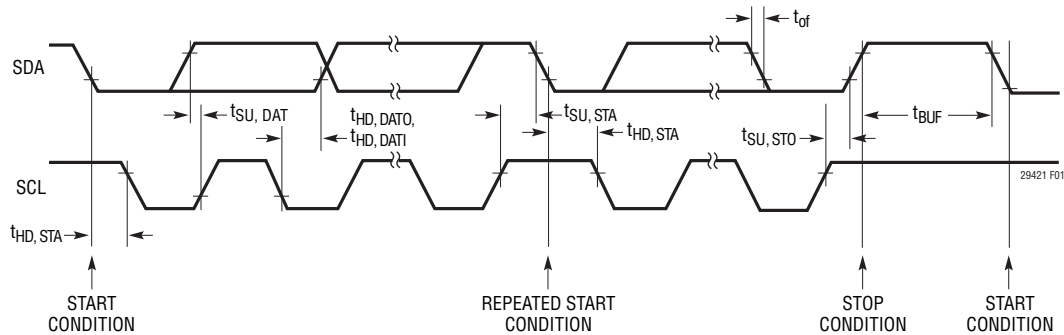 t_of
SDA
t_SU, DAT
t_HD, DATO,
t_HD, DATI
t_SU, STA
t_HD, STA
t_SU, STO
t_BUF
SCL
29421 F01
t_HD, STA
START
CONDITION
REPEATED START
CONDITION
STOP
CONDITION
START
CONDITION